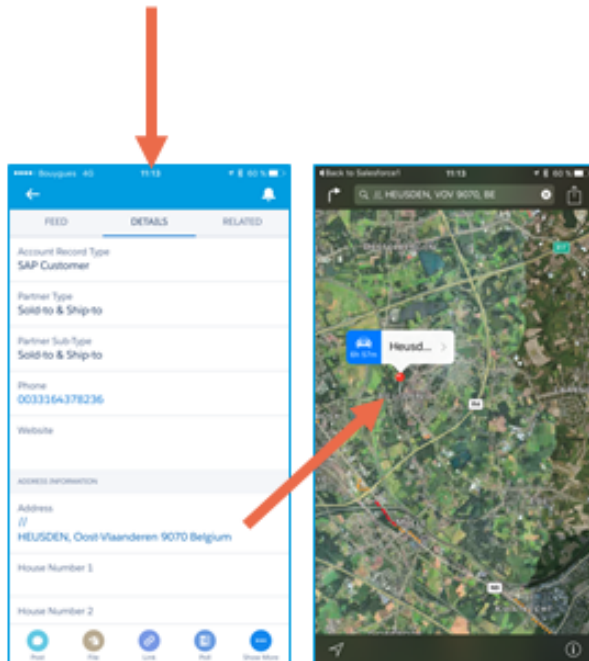 Bouygues 4G 11:13 60 %
FEED DETAILS RELATED
Account Record Type
SAP Customer
Partner Type
Sold-to & Ship-to
Partner Sub-Type
Sold-to & Ship-to
Phone
0033164378236
Website
ADDRESS INFORMATION
Address
//
HEUSDEN, Oost-Vlaanderen 9070 Belgium
House Number 1
House Number 2
Post File Link Poll Show More
Back to Salesforce1 11:13 60 %
//, HEUSDEN, VOV 9070, BE
Heusd...
6h 57m